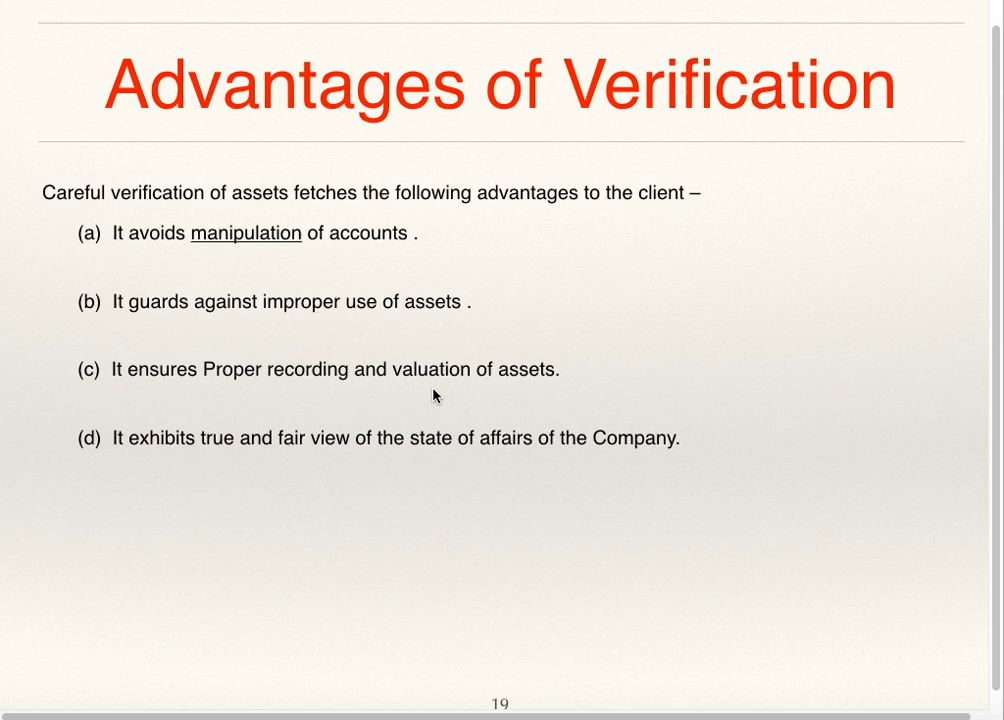 Advantages of Verification
Careful verification of assets fetches the following advantages to the client –
(a) It avoids manipulation of accounts .
(b) It guards against improper use of assets .
(c) It ensures Proper recording and valuation of assets.
(d) It exhibits true and fair view of the state of affairs of the Company.
19